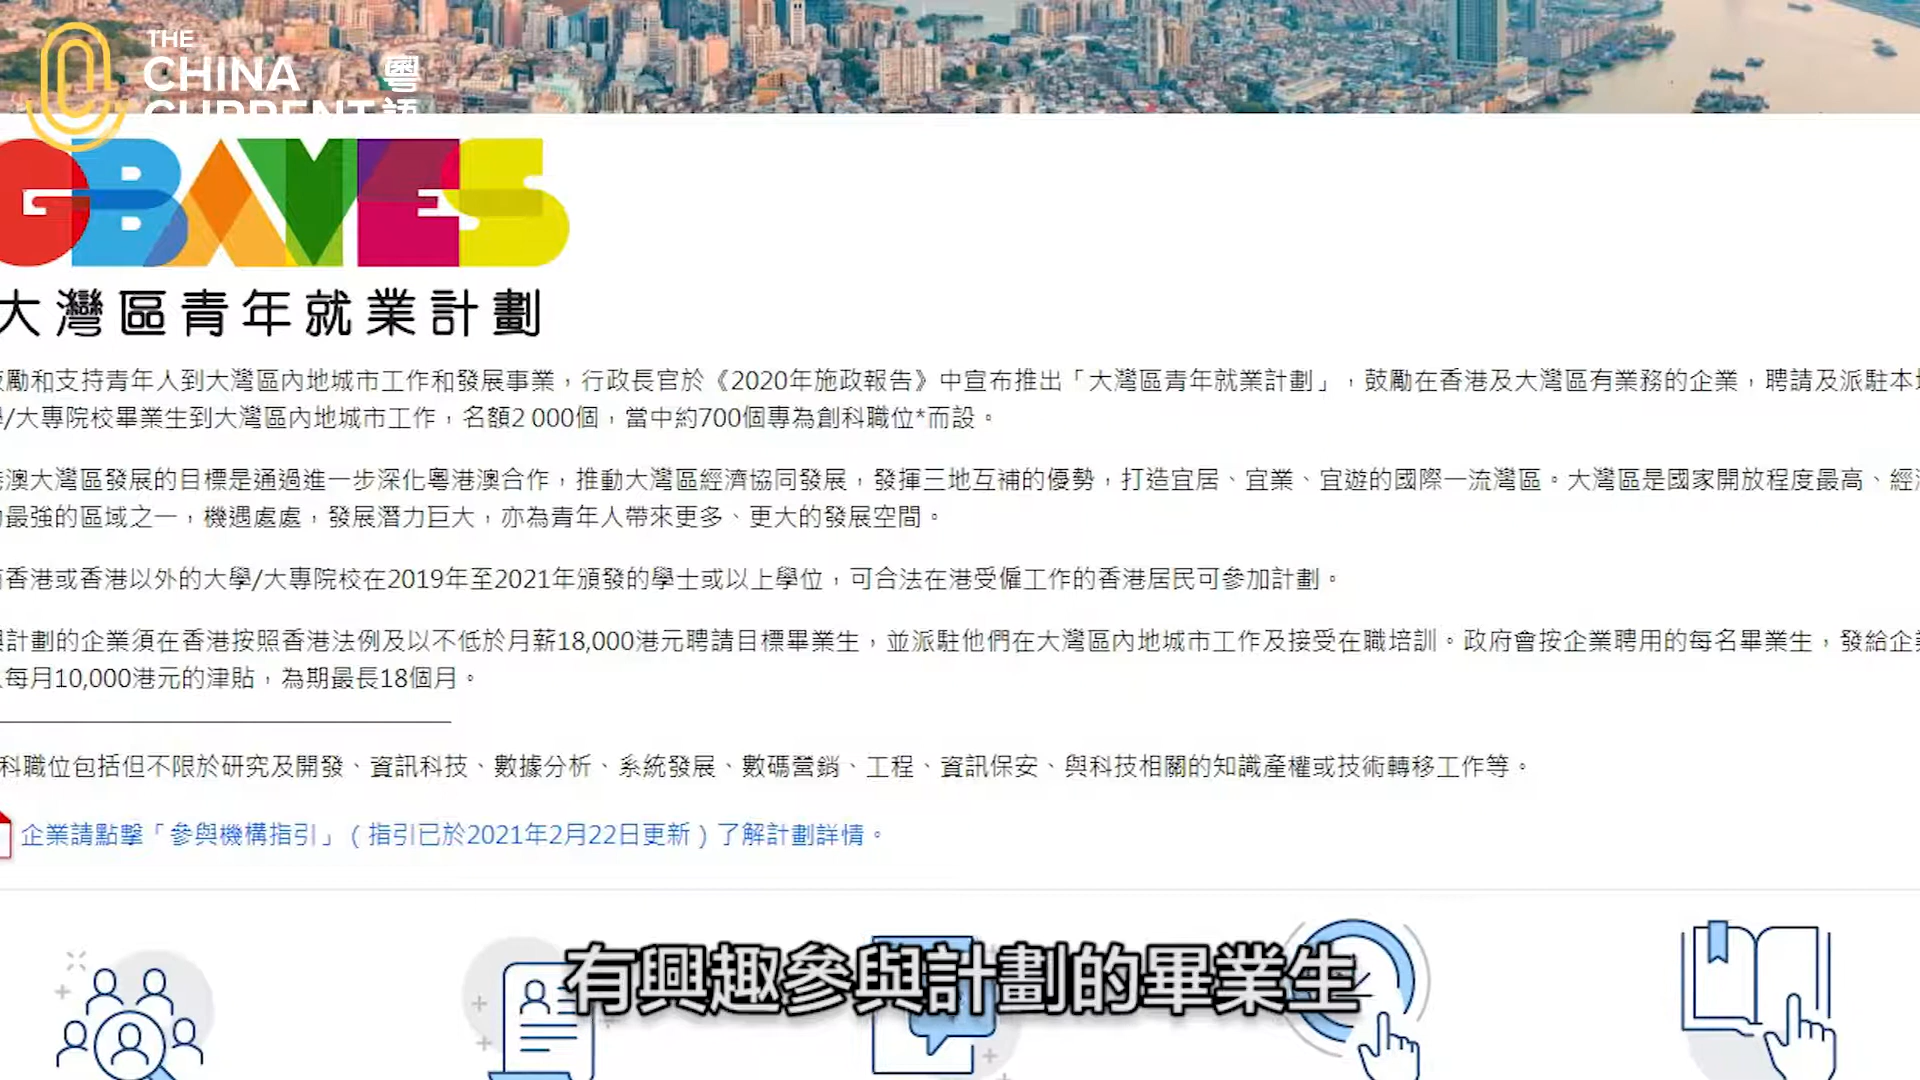 THE
CHINA 粵
CURRENT 語
GBAYES
大灣區青年就業計劃
鼓勵和支持青年人到大灣區內地城市工作和發展事業，行政長官於《2020年施政報告》中宣布推出「大灣區青年就業計劃」，鼓勵在香港及大灣區有業務的企業，聘請及派駐本地
/大專院校畢業生到大灣區內地城市工作，名額2 000個，當中約700個專為創科職位*而設。
港澳大灣區發展的目標是通過進一步深化粵港澳合作，推動大灣區經濟協同發展，發揮三地互補的優勢，打造宜居、宜業、宜遊的國際一流灣區。大灣區是國家開放程度最高、經濟
最強的區域之一，機遇處處，發展潛力巨大，亦為青年人帶來更多、更大的發展空間。
香港或香港以外的大學/大專院校在2019年至2021年頒發的學士或以上學位，可合法在港受僱工作的香港居民可參加計劃。
計劃的企業須在香港按照香港法例及以不低於月薪18,000港元聘請目標畢業生，並派駐他們在大灣區內地城市工作及接受在職培訓。政府會按企業聘用的每名畢業生，發給企業
每月10,000港元的津貼，為期最長18個月。
科職位包括但不限於研究及開發、資訊科技、數據分析、系統發展、數碼營銷、工程、資訊保安、與科技相關的知識產權或技術轉移工作等。
企業請點擊「參與機構指引」（指引已於2021年2月22日更新）了解計劃詳情。
有興趣參與計劃的畢業生